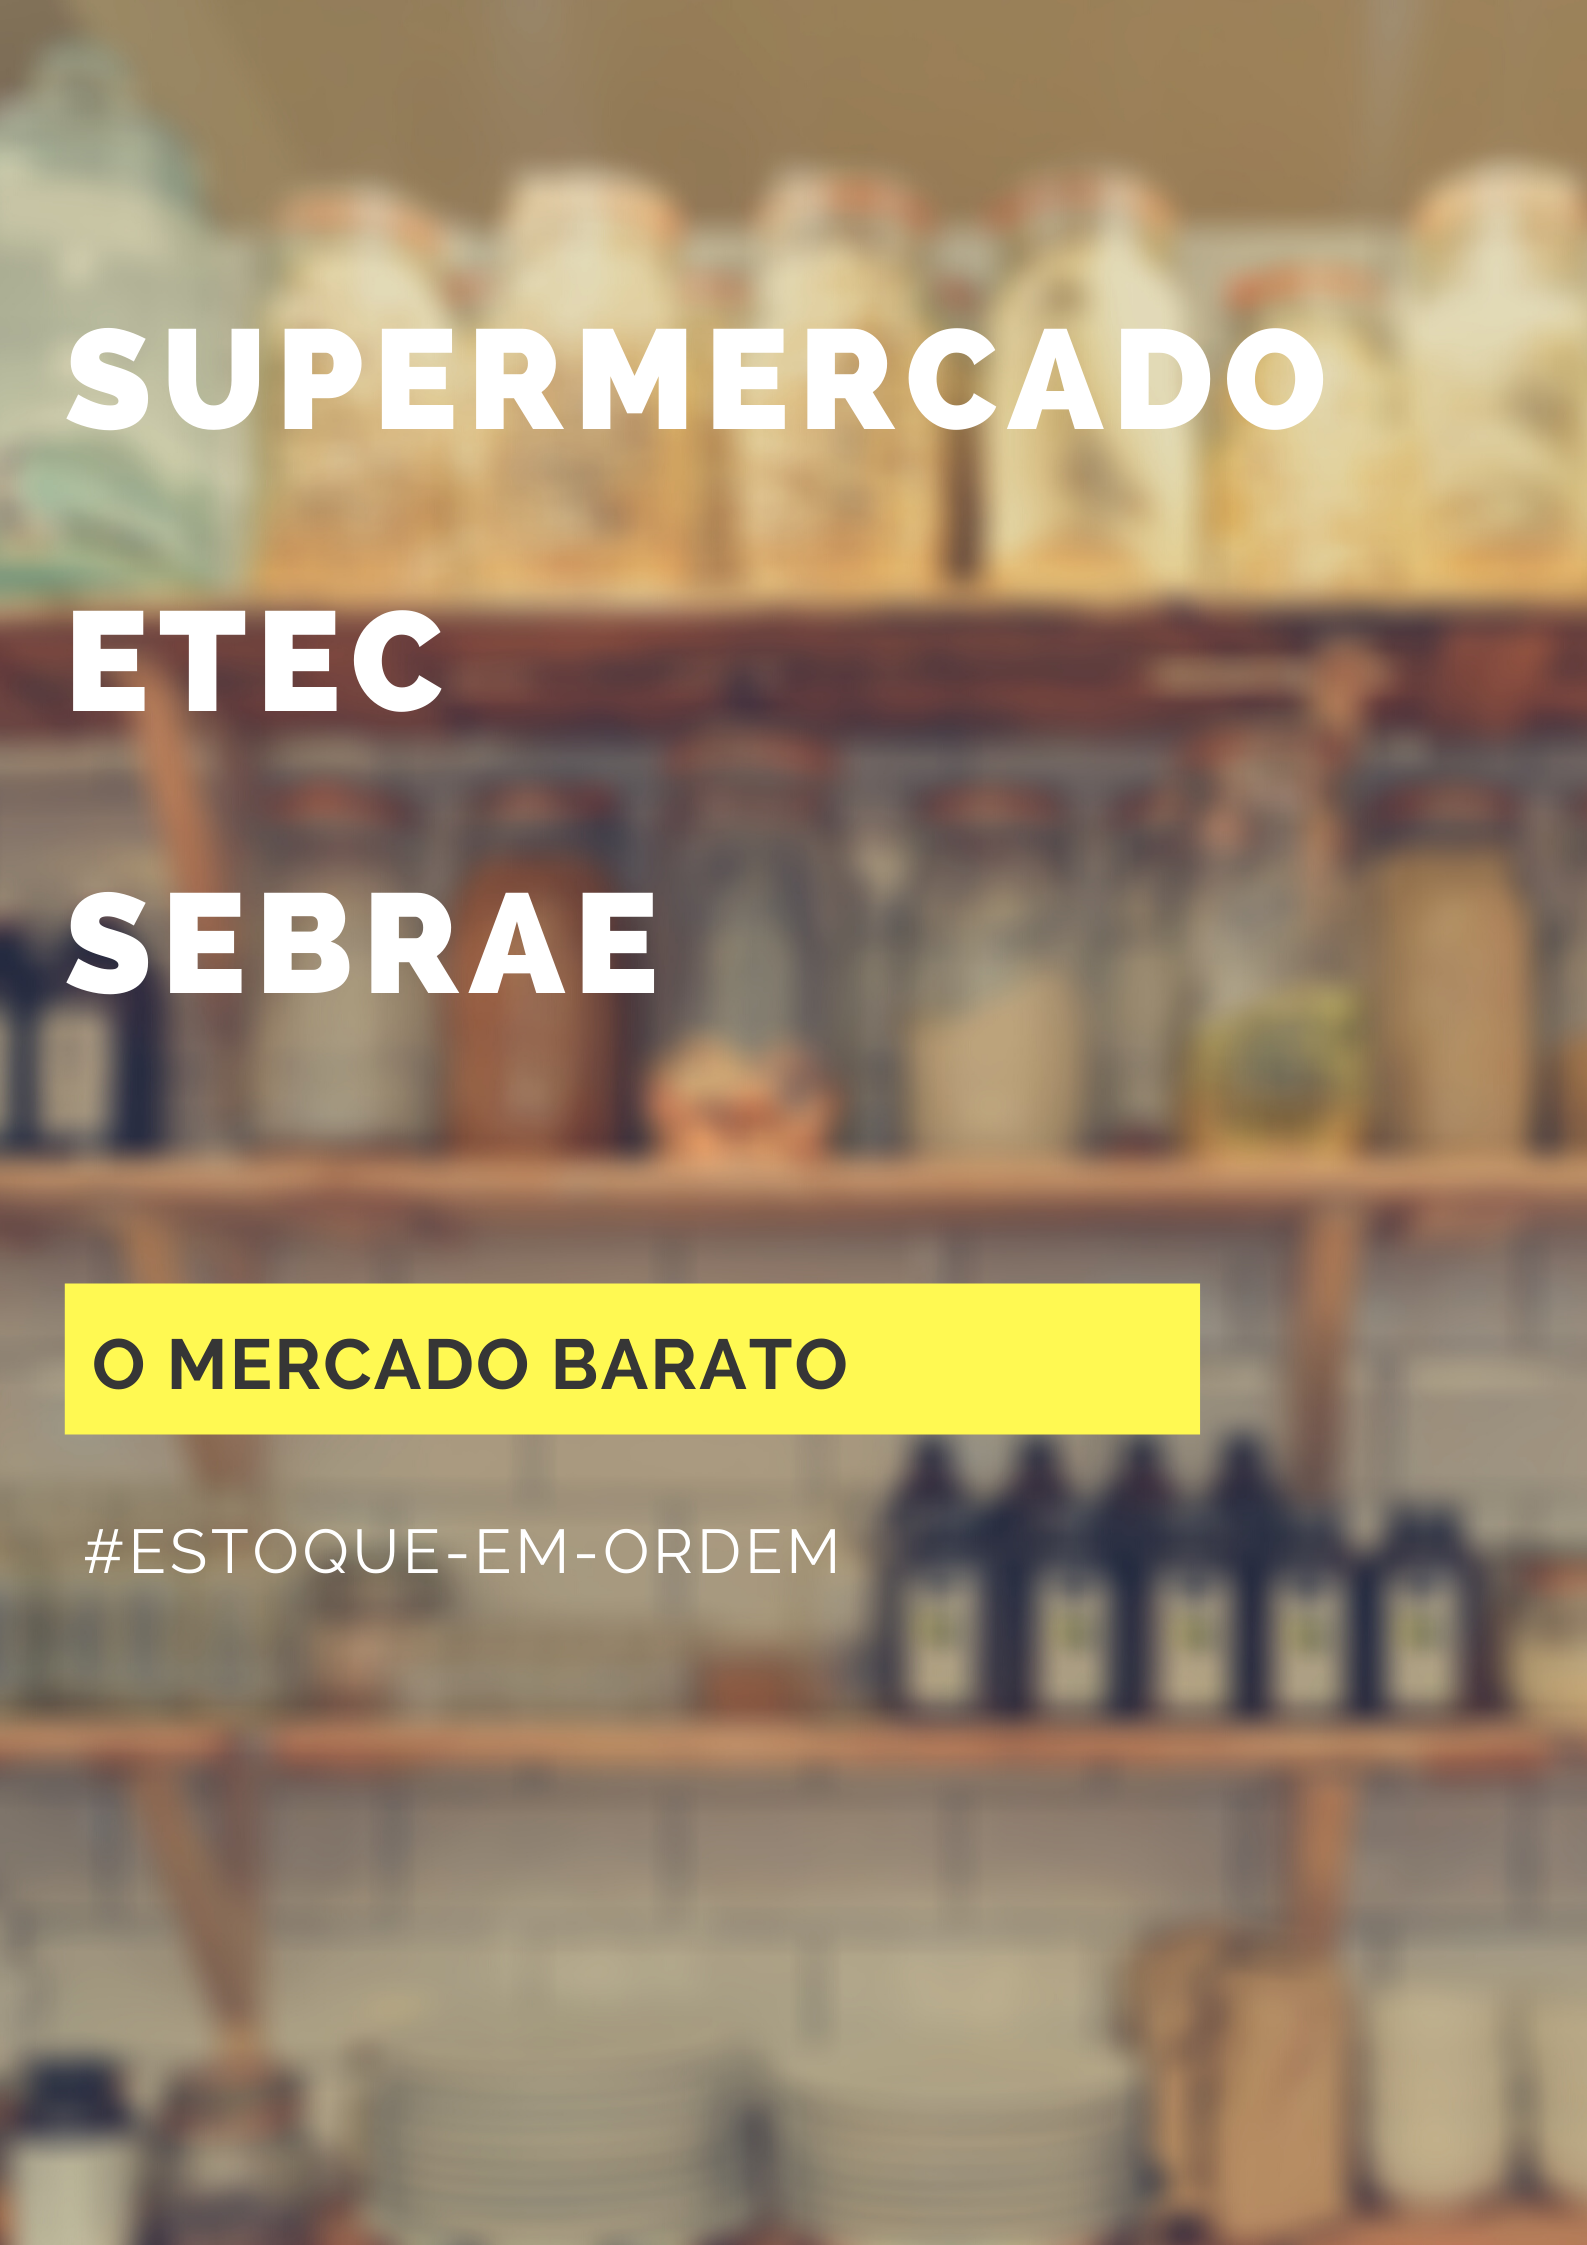 SUPERMERCADO
ETEC
SEBRAE
O MERCADO BARATO
#ESTOQUE-EM-ORDEM